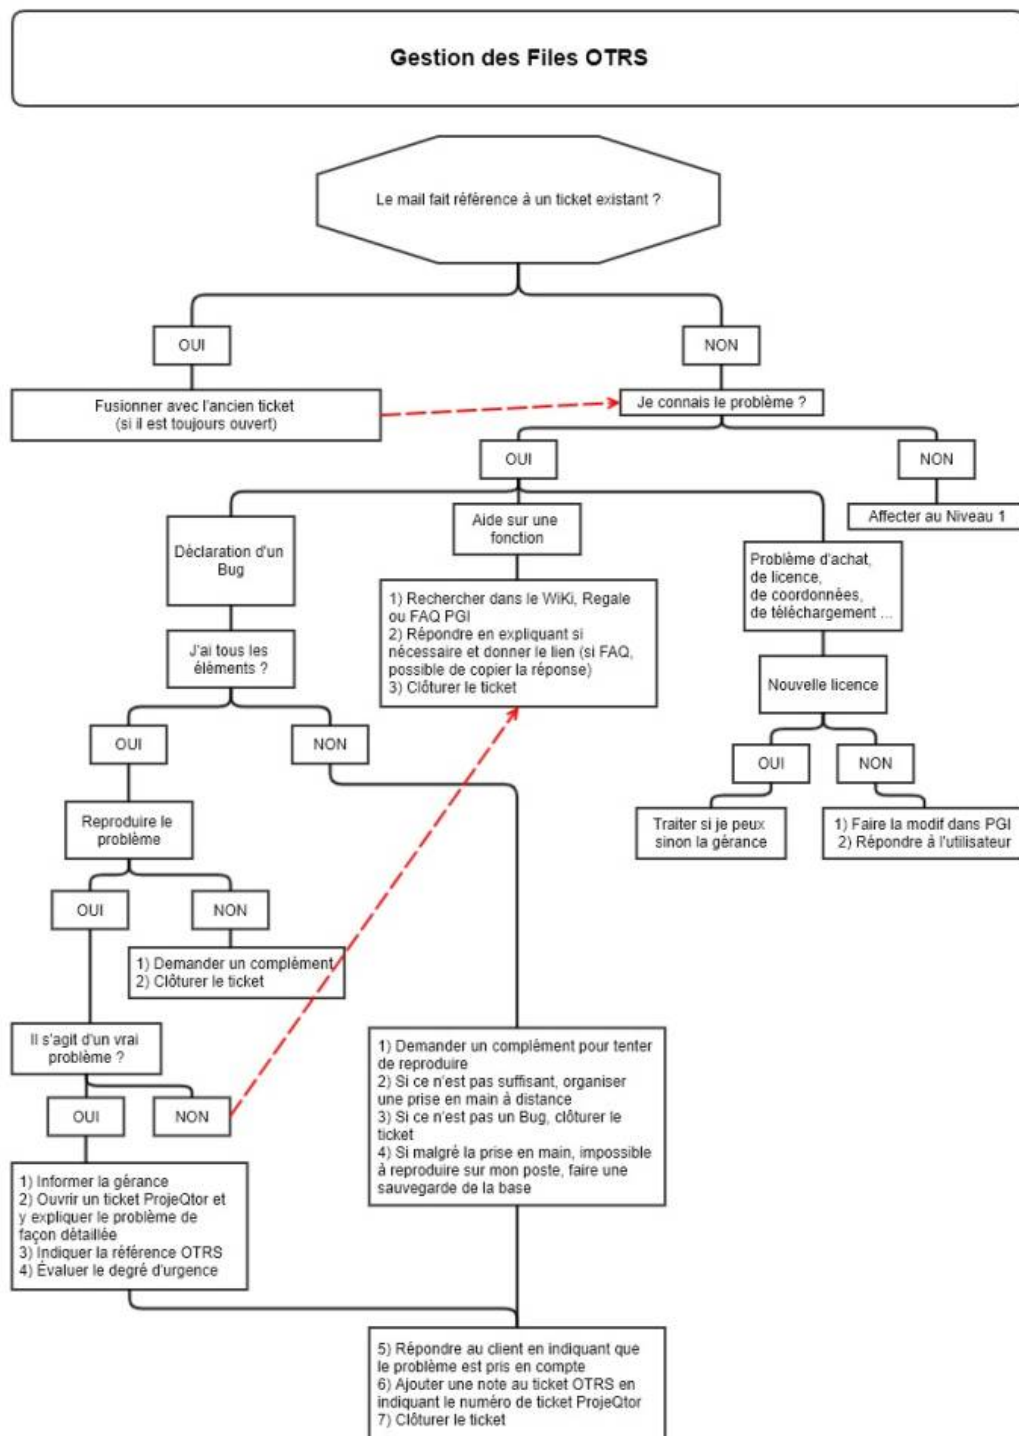 Gestion des Files OTRS
Le mail fait référence à un ticket existant ?
OUI
NON
Fusionner avec l'ancien ticket
(si il est toujours ouvert)
Je connais le problème ?
OUI
NON
Affecter au Niveau 1
Déclaration d'un
Bug
Aide sur une
fonction
Problème d'achat,
de licence,
de coordonnées,
de téléchargement ...
1) Rechercher dans le WiKi, Regale
ou FAQ PGI
2) Répondre en expliquant si
nécessaire et donner le lien (si FAQ,
possible de copier la réponse)
3) Clôturer le ticket
J'ai tous les
éléments ?
Nouvelle licence
OUI
NON
OUI
NON
Reproduire le
problème
Traiter si je peux
sinon la gérance
1) Faire la modif dans PGI
2) Répondre à l'utilisateur
OUI
NON
1) Demander un complément
2) Clôturer le ticket
Il s'agit d'un vrai
problème ?
OUI
NON
1) Demander un complément pour tenter
de reproduire
2) Si ce n'est pas suffisant, organiser
une prise en main à distance
3) Si ce n'est pas un Bug, clôturer le
ticket
4) Si malgré la prise en main, impossible
à reproduire sur mon poste, faire une
sauvegarde de la base
1) Informer la gérance
2) Ouvrir un ticket ProjeQtor et
y expliquer le problème de
façon détaillée
3) Indiquer la référence OTRS
4) Évaluer le degré d'urgence
5) Répondre au client en indiquant que
le problème est pris en compte
6) Ajouter une note au ticket OTRS en
indiquant le numéro de ticket ProjeQtor
7) Clôturer le ticket